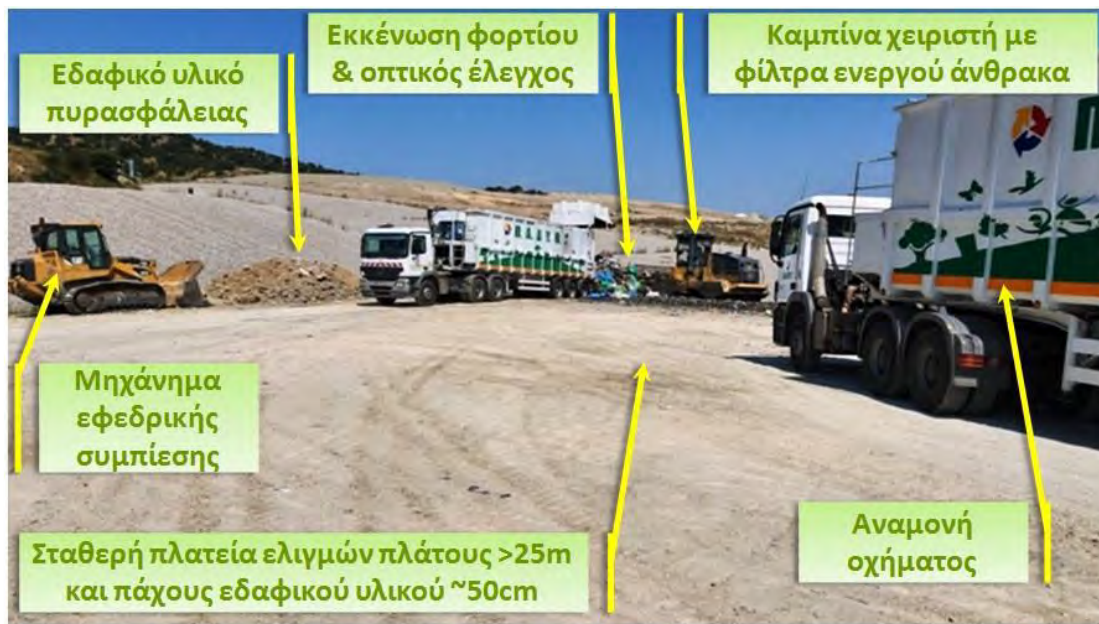 Εδαφικό υλικό
πυρασφάλειας
Εκκένωση φορτίου
& οπτικός έλεγχος
Καμπίνα χειριστή με
φίλτρα ενεργού άνθρακα
Μηχάνημα
εφεδρικής
συμπίεσης
Σταθερή πλατεία ελιγμών πλάτους >25m
και πάχους εδαφικού υλικού ~50cm
Αναμονή
οχήματος